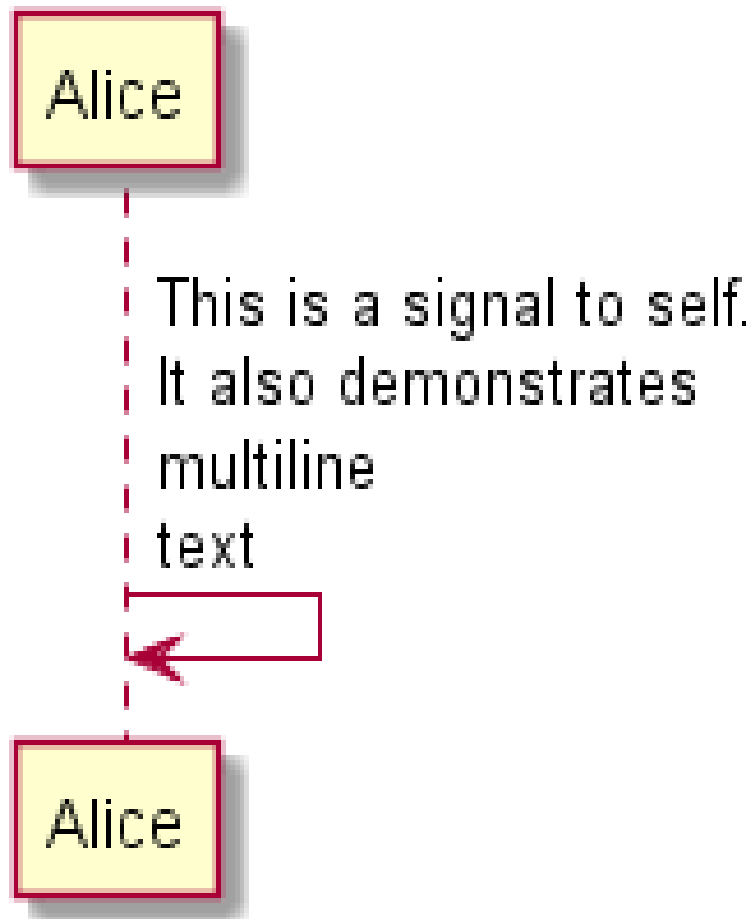 Alice
This is a signal to self.
It also demonstrates
multiline
text
Alice